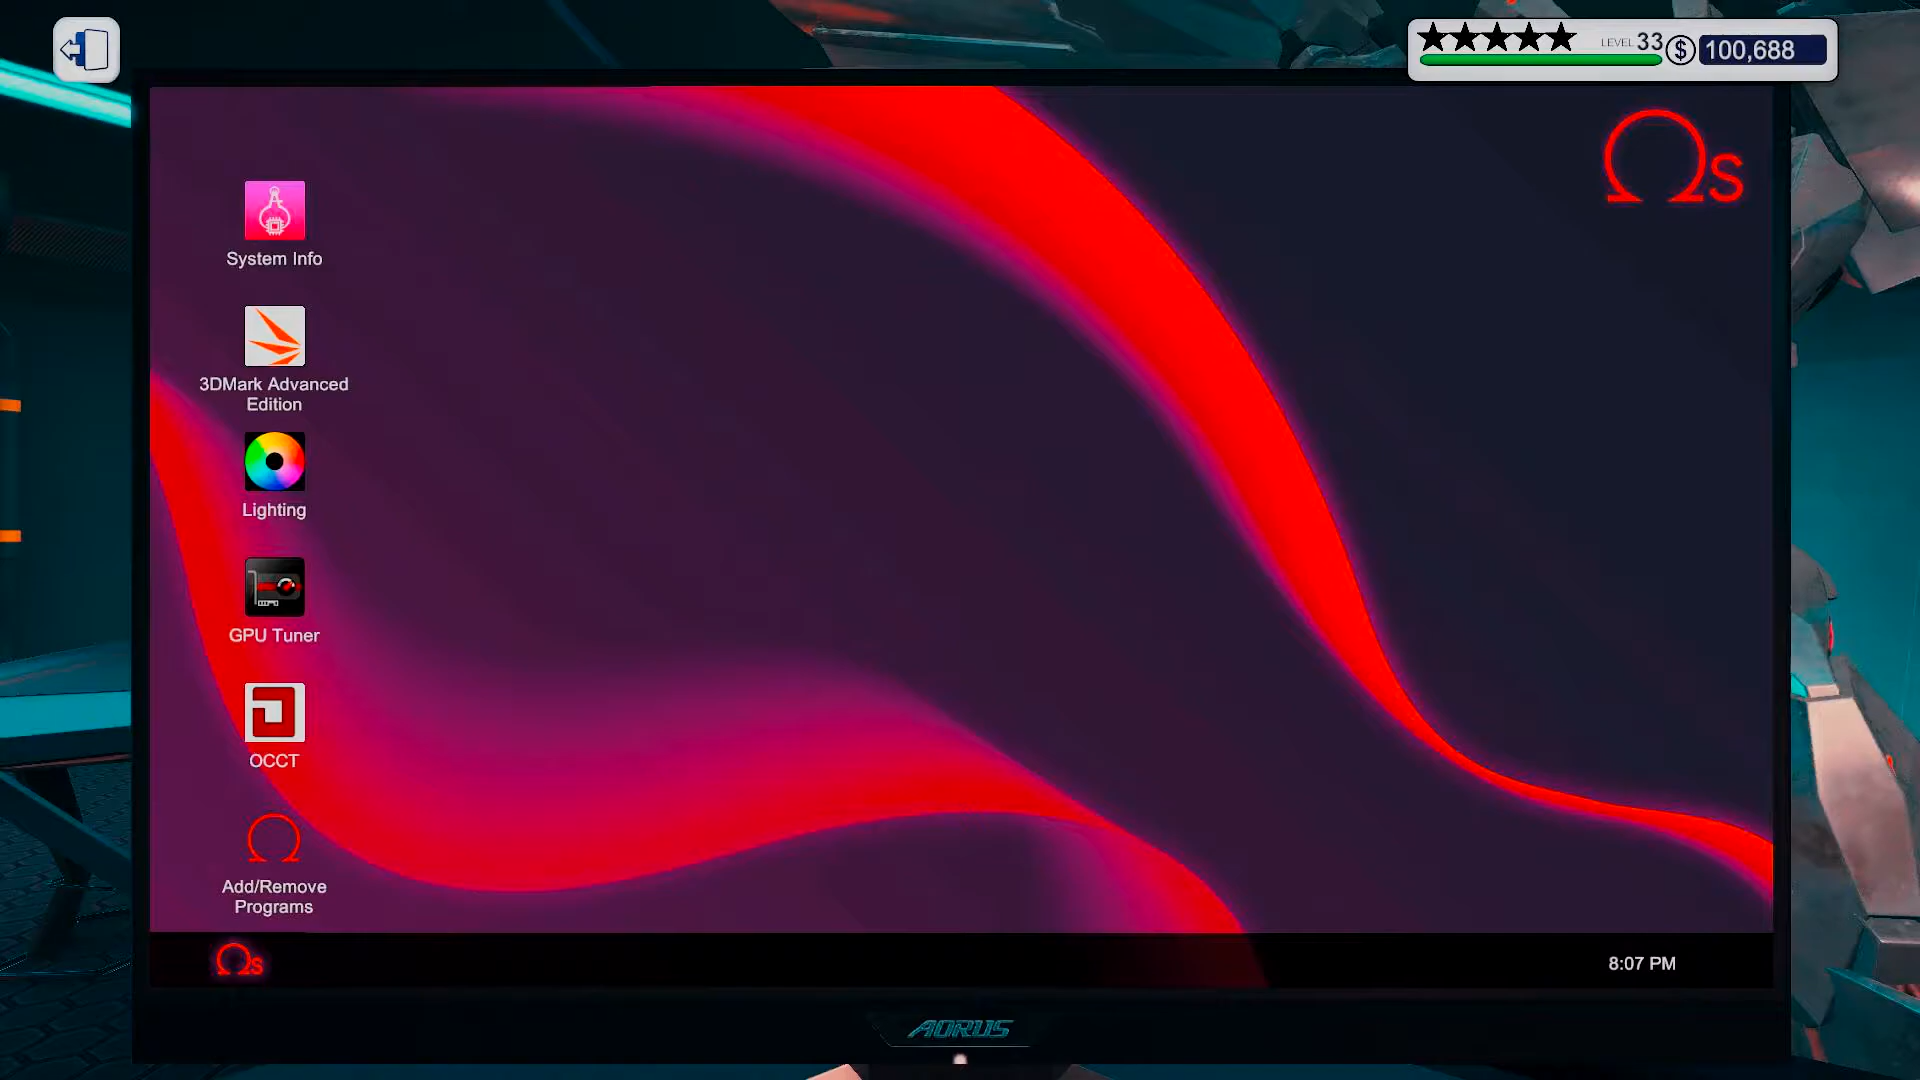 LEVEL 33
$ 100,688
Ωs
System Info
3DMark Advanced
Edition
Lighting
GPU Tuner
OCCT
Add/Remove
Programs
Ωs
8:07 PM
AORUS